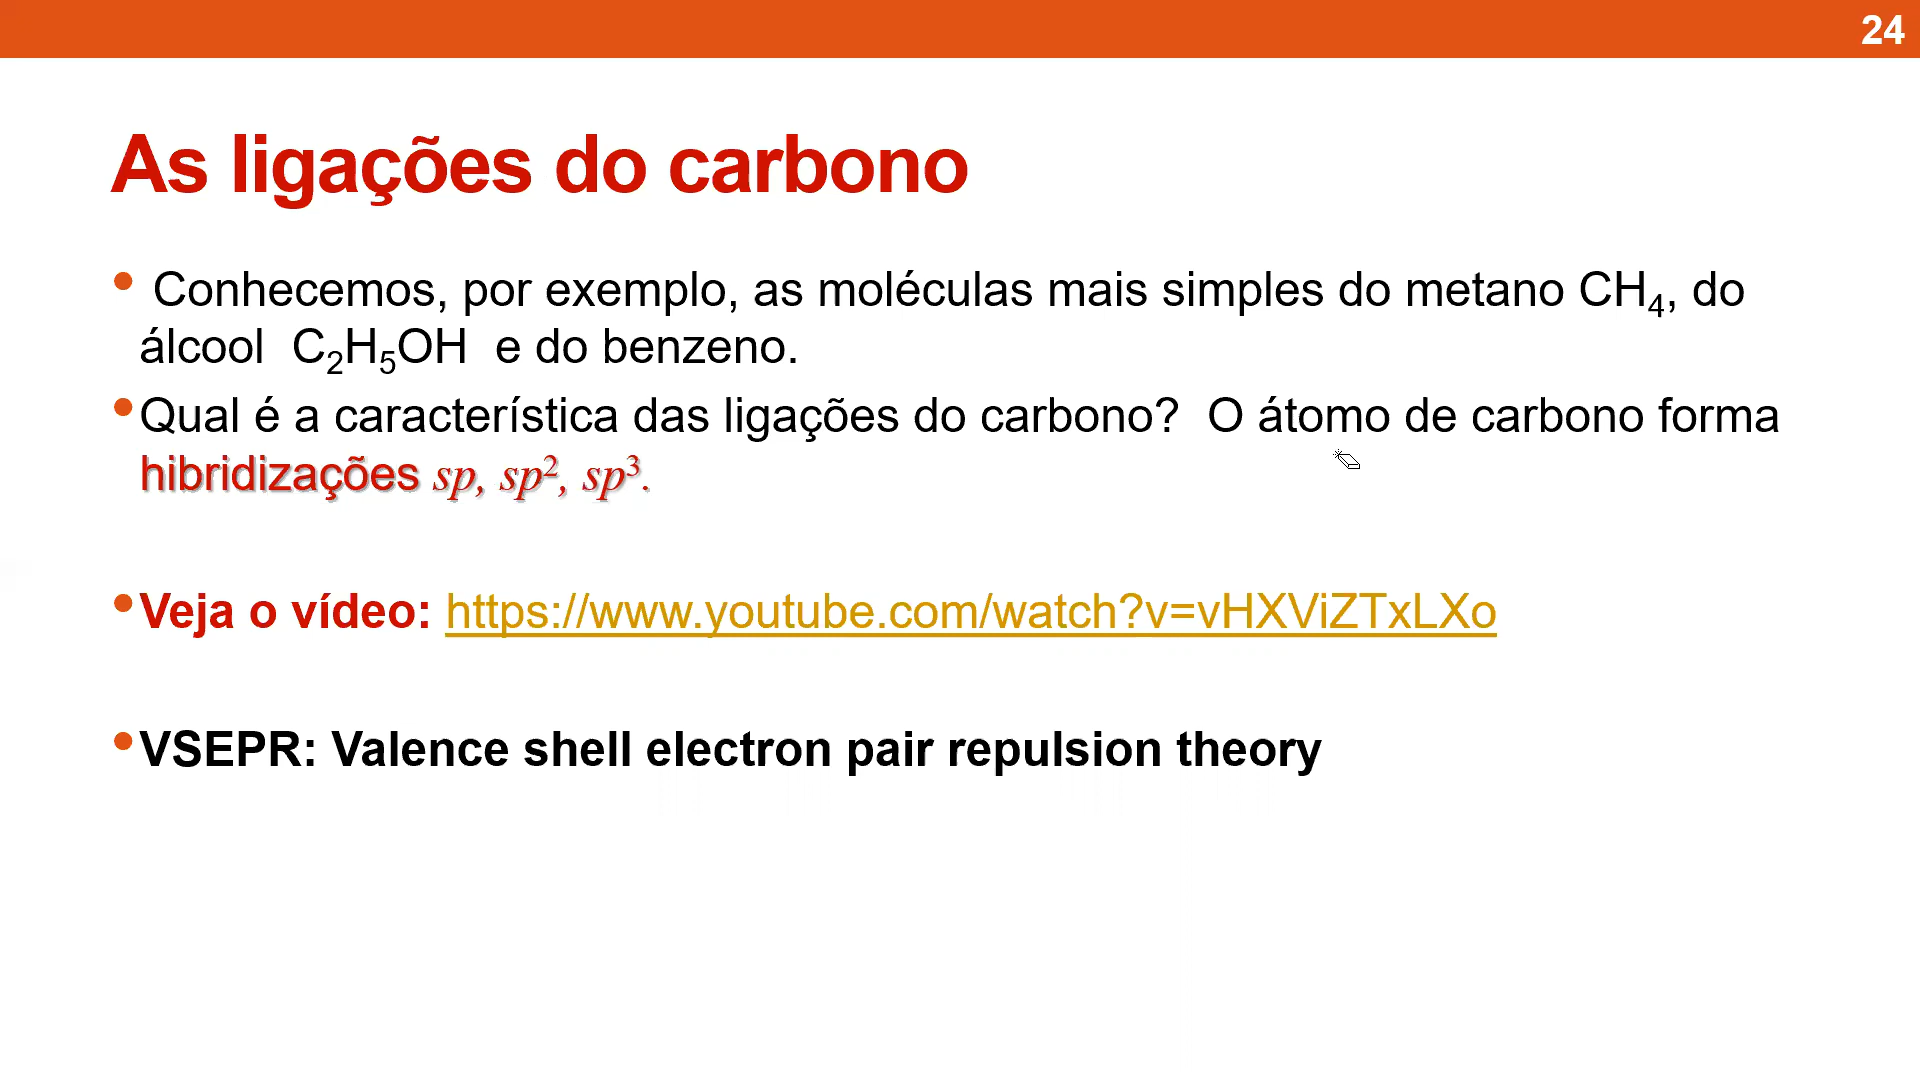 24
As ligações do carbono
• Conhecemos, por exemplo, as moléculas mais simples do metano CH₄, do
álcool C₂H₅OH e do benzeno.
•Qual é a característica das ligações do carbono? O átomo de carbono forma
hibridizações sp, sp², sp³.
•Veja o vídeo: https://www.youtube.com/watch?v=vHXViZTxLXo
•VSEPR: Valence shell electron pair repulsion theory